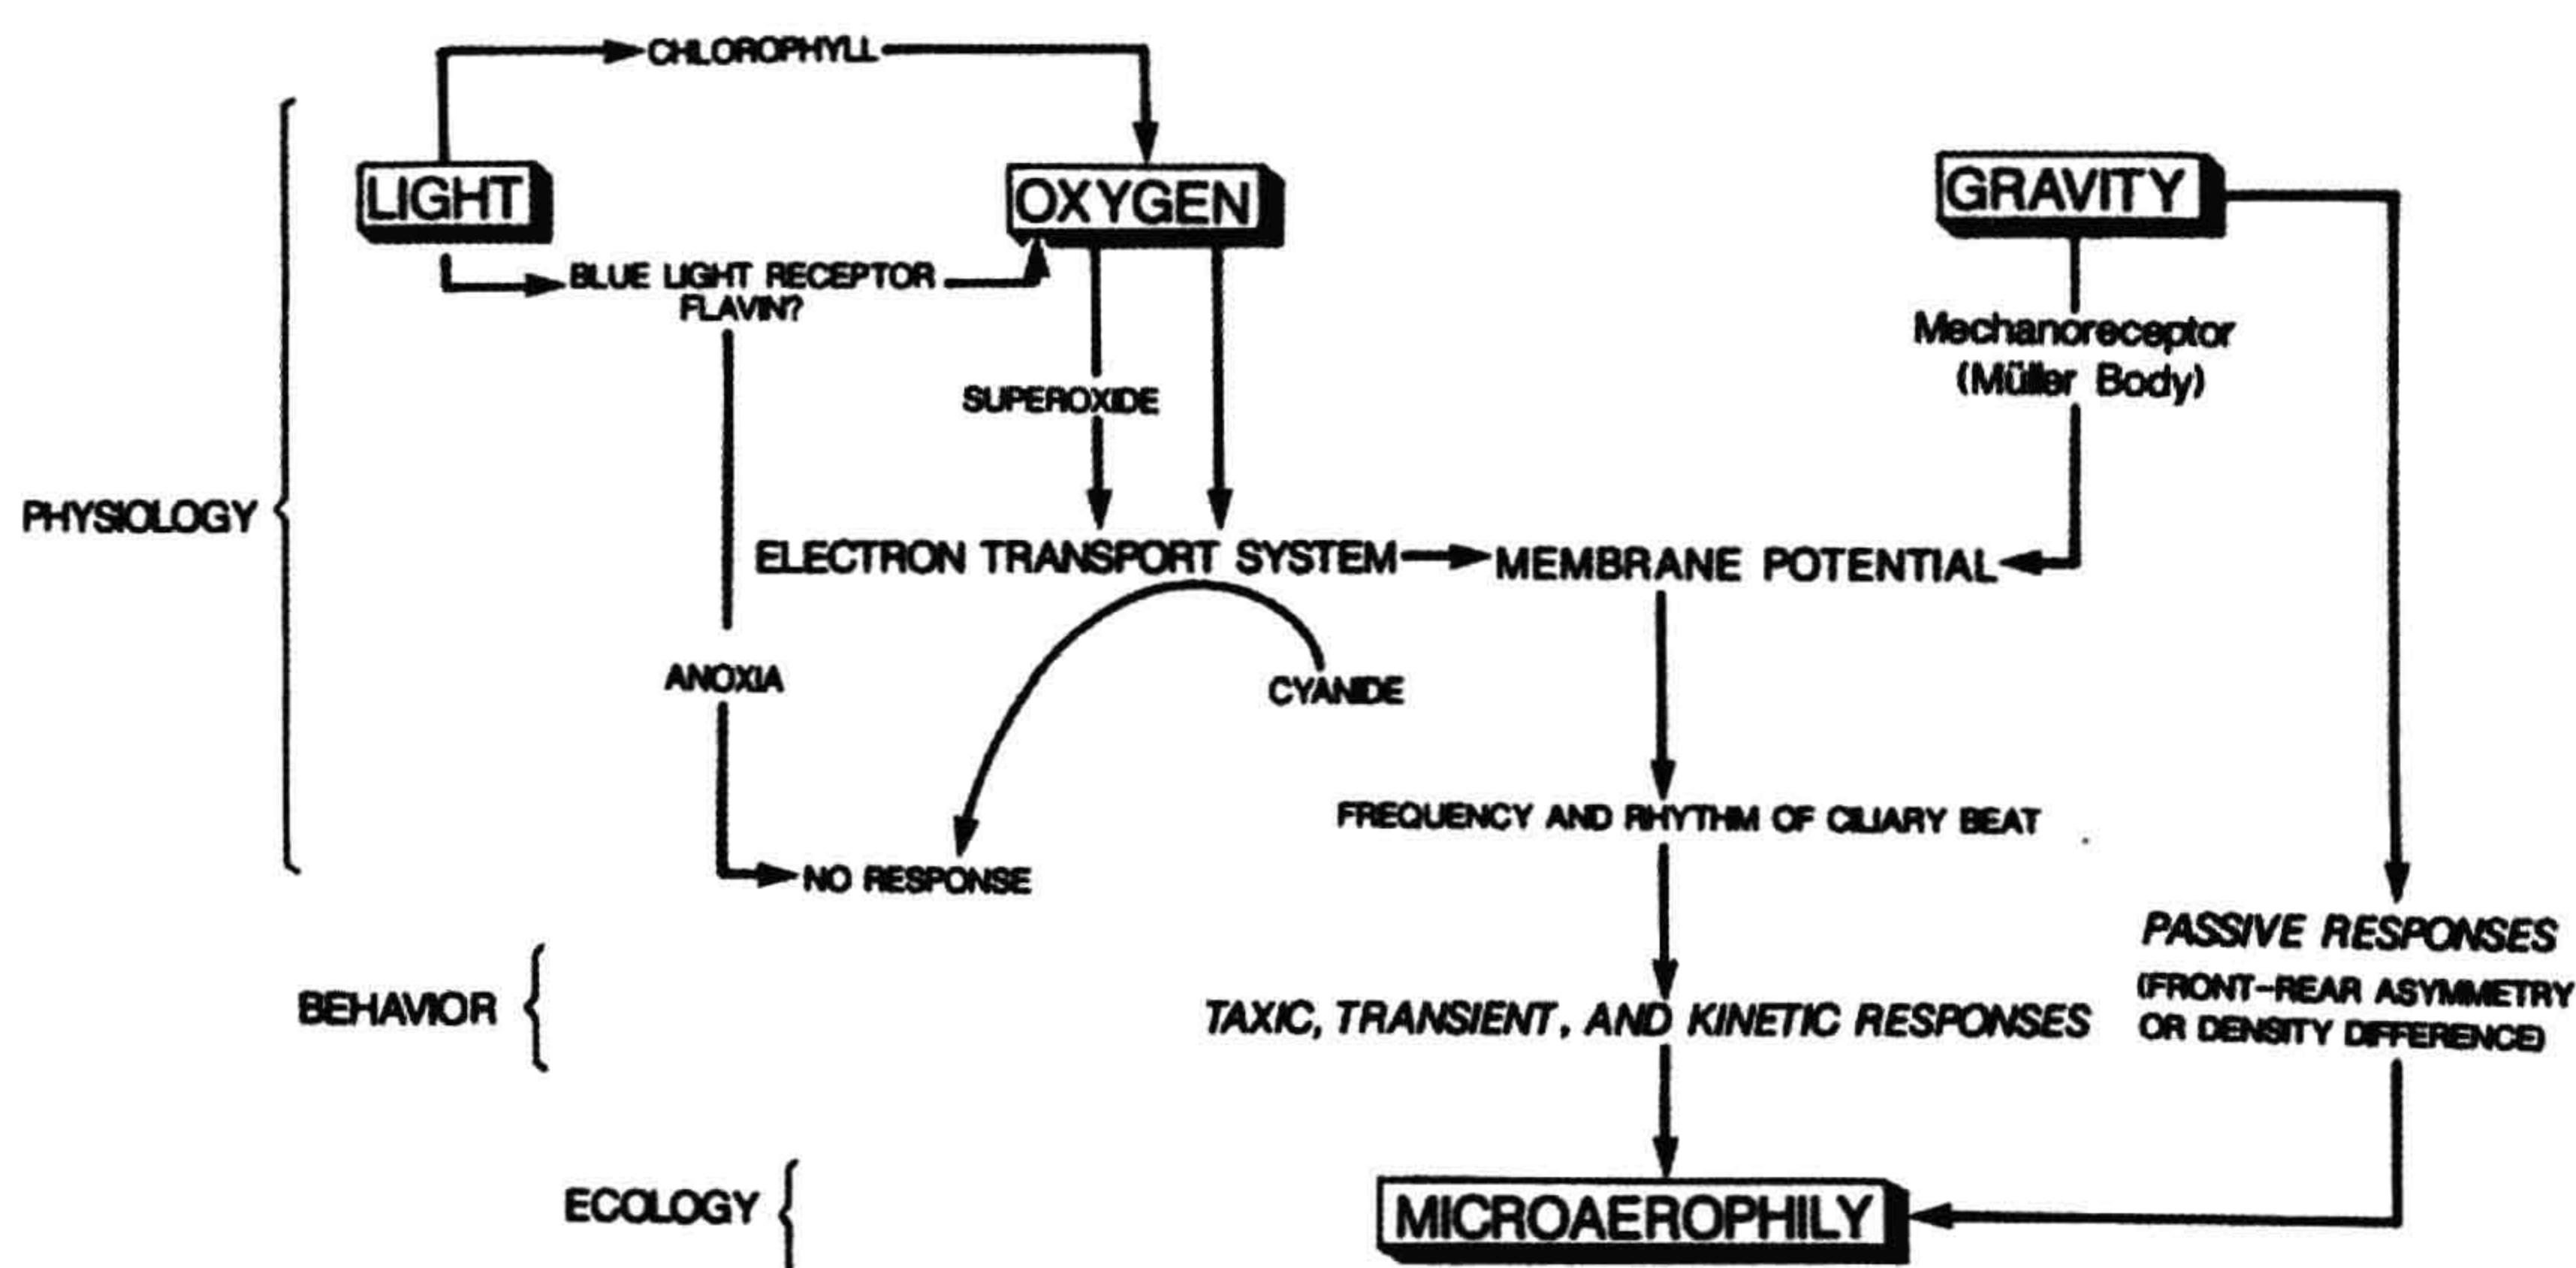 CHLOROPHYLL
LIGHT
OXYGEN
GRAVITY
BLUE LIGHT RECEPTOR
FLAVIN?
Mechanoreceptor
(Müller Body)
SUPEROXIDE
PHYSIOLOGY
ELECTRON TRANSPORT SYSTEM
MEMBRANE POTENTIAL
ANOXIA
CYANIDE
FREQUENCY AND RHYTHM OF CILIARY BEAT
NO RESPONSE
PASSIVE RESPONSES
(FRONT-REAR ASYMMETRY
OR DENSITY DIFFERENCE)
BEHAVIOR
TAXIC, TRANSIENT, AND KINETIC RESPONSES
ECOLOGY
MICROAEROPHILY